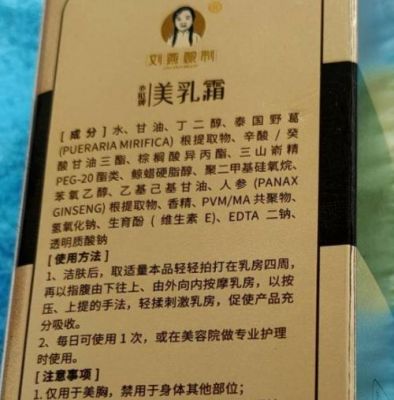 刘燕酿制
美乳霜
[ 成 分 ] 水、甘油、丁二醇、泰国野葛
(PUERARIA MIRIFICA) 根提取物、辛酸 / 癸
酸甘油三酯、棕榈酸异丙酯、三山嵛精
PEG-20 酯类、鲸蜡硬脂醇、聚二甲基硅氧烷、
苯氧乙醇、乙基己基甘油、人参 (PANAX
GINSENG) 根提取物、香精、PVM/MA 共聚物、
氢氧化钠、生育酚 ( 维生素 E)、EDTA 二钠、
透明质酸钠
[ 使用方法 ]
1、洁肤后，取适量本品轻轻拍打在乳房四周，
再以指腹由下往上、由外向内按摩乳房，以按
压、上提的手法，轻揉刺激乳房，促使产品充
分吸收。
2、每日可使用 1 次，或在美容院做专业护理
时使用。
[ 注意事项 ]
1. 仅用于美胸，禁用于身体其他部位；